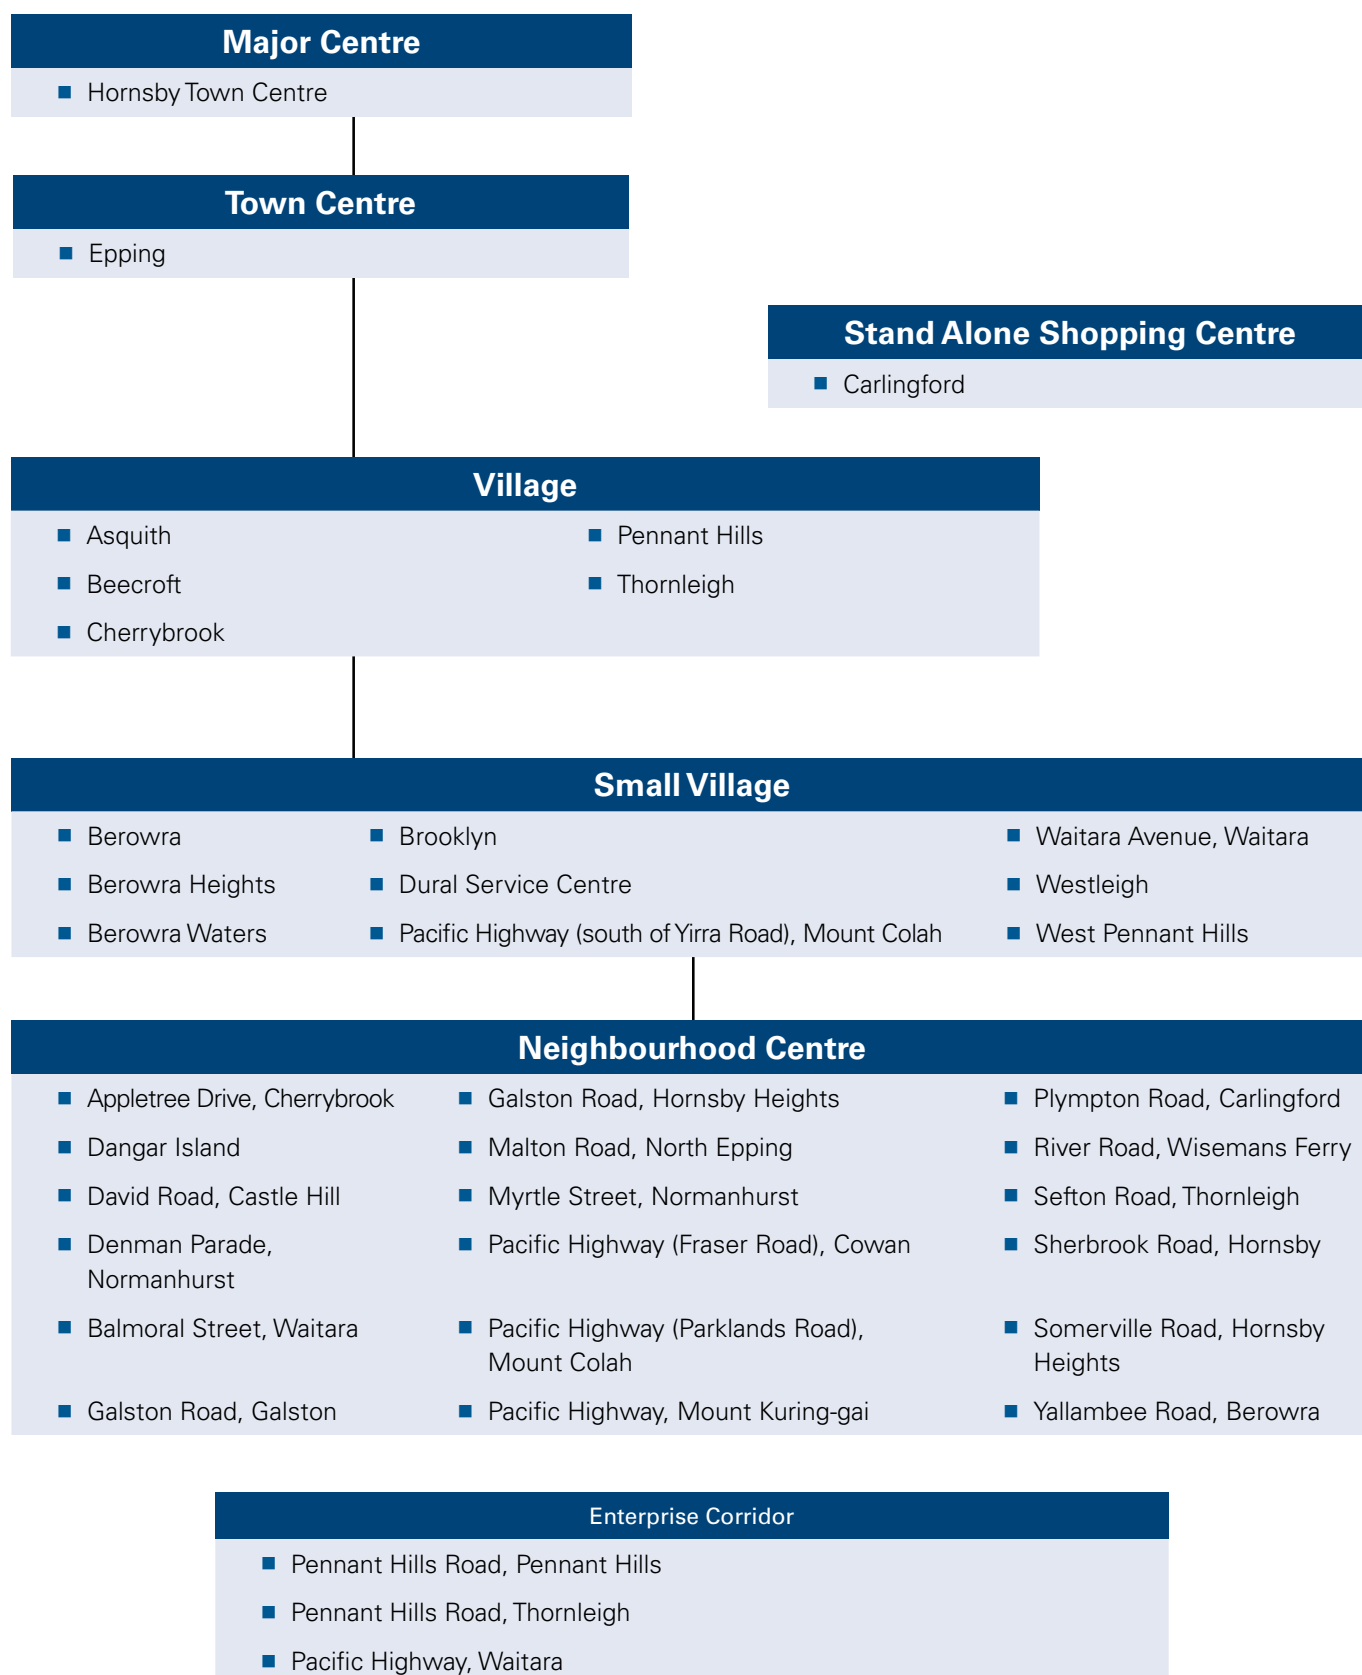 Major Centre
Hornsby Town Centre
Town Centre
Epping
Stand Alone Shopping Centre
Carlingford
Village
Asquith
Beecroft
Cherrybrook
Pennant Hills
Thornleigh
Small Village
Berowra
Berowra Heights
Berowra Waters
Brooklyn
Dural Service Centre
Pacific Highway (south of Yirra Road), Mount Colah
Waitara Avenue, Waitara
Westleigh
West Pennant Hills
Neighbourhood Centre
Appletree Drive, Cherrybrook
Dangar Island
David Road, Castle Hill
Denman Parade,
Normanhurst
Balmoral Street, Waitara
Galston Road, Galston
Galston Road, Hornsby Heights
Malton Road, North Epping
Myrtle Street, Normanhurst
Pacific Highway (Fraser Road), Cowan
Pacific Highway (Parklands Road),
Mount Colah
Pacific Highway, Mount Kuring-gai
Plympton Road, Carlingford
River Road, Wisemans Ferry
Sefton Road, Thornleigh
Sherbrook Road, Hornsby
Somerville Road, Hornsby
Heights
Yallambee Road, Berowra
Enterprise Corridor
Pennant Hills Road, Pennant Hills
Pennant Hills Road, Thornleigh
Pacific Highway, Waitara